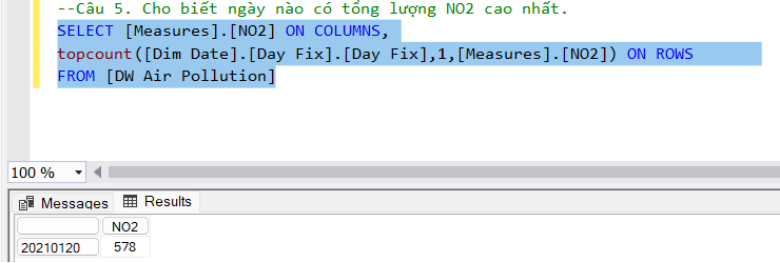 --Câu 5. Cho biết ngày nào có tổng lượng NO2 cao nhất.
SELECT [Measures].[NO2] ON COLUMNS,
topcount([Dim Date].[Day Fix].[Day Fix],1,[Measures].[NO2]) ON ROWS
FROM [DW Air Pollution]
100 %
Messages Results
NO2
20210120 578